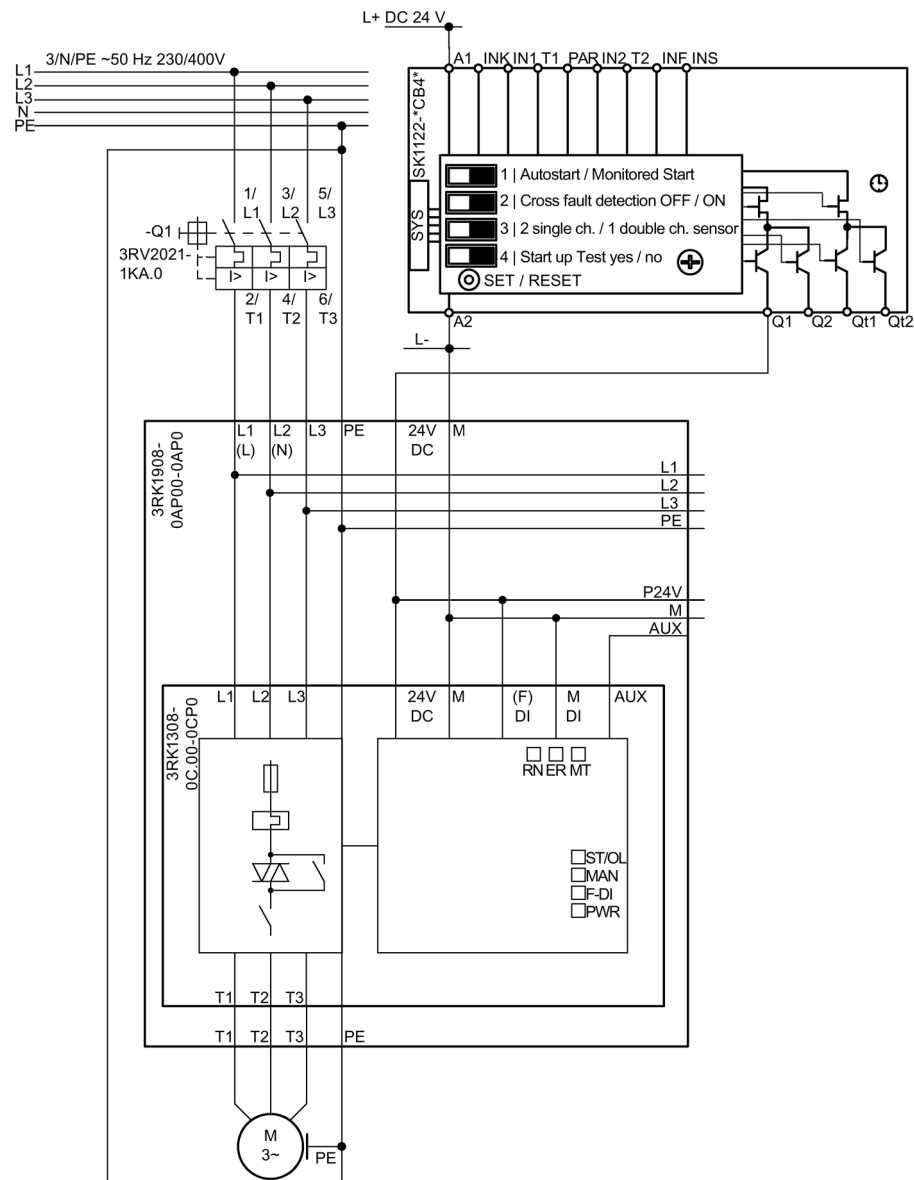 L+ DC 24 V
3/N/PE ~50 Hz 230/400V
L1
L2
L3
N
PE
A1 INK IN1 T1 PAR IN2 T2 INF INS
SK1122-*CB4*
SYS
1 | Autostart / Monitored Start
2 | Cross fault detection OFF / ON
3 | 2 single ch. / 1 double ch. sensor
4 | Start up Test yes / no
SET / RESET
A2 Q1 Q2 Qt1 Qt2
L-
1/ 3/ 5/
L1 L2 L3
-Q1
3RV2021-
1KA.0
I> I> I>
2/ 4/ 6/
T1 T2 T3
3RK1908-
0AP00-0AP0
L1 L2 L3 PE 24V M
(L) (N) DC
L1
L2
L3
PE
P24V
M
AUX
3RK1308-
0C.00-0CP0
L1 L2 L3 24V M (F) M AUX
DC DI DI
RN ER MT
ST/OL
MAN
F-DI
PWR
T1 T2 T3
T1 T2 T3 PE
M
3~
PE